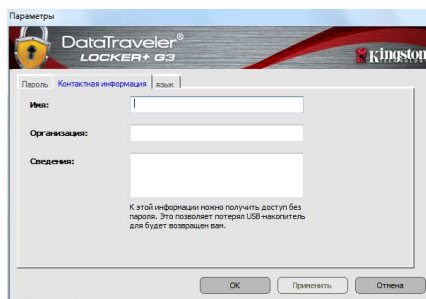 Параметры
DataTraveler®
LOCKER+ G3
Kingston
TECHNOLOGY
Пароль Контактная информация язык
Имя:
Организация:
Сведения:
К этой информации можно получить доступ без
пароля. Это позволяет потерял USB-накопитель
для будет возвращен вам.
OK Применить Отмена